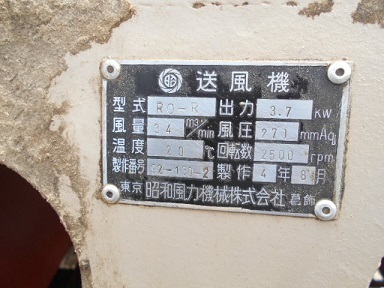 送風機
型式 RO-R 出力 3.7 KW
風量 34 m3/min 風圧 270 mmAq
温度 20 ℃ 回転数 2500 rpm
製作番号 製作 4年8月
東京 昭和風力機械株式会社 葛飾